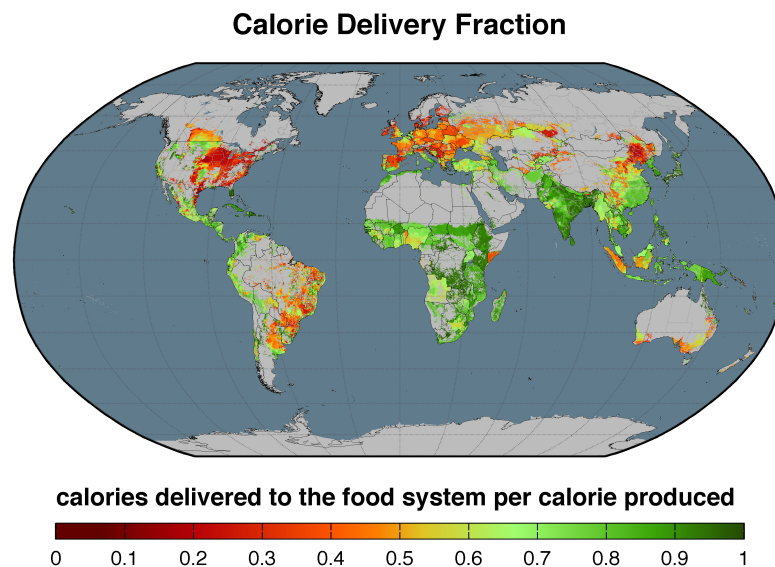 Calorie Delivery Fraction
calories delivered to the food system per calorie produced
0 0.1 0.2 0.3 0.4 0.5 0.6 0.7 0.8 0.9 1